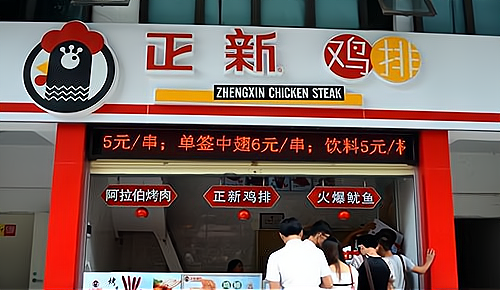 正新 鸡排
ZHENGXIN CHICKEN STEAK
5元/串；单签中翅6元/串；饮料5元/杯
阿拉伯烤肉 正新鸡排 火爆鱿鱼